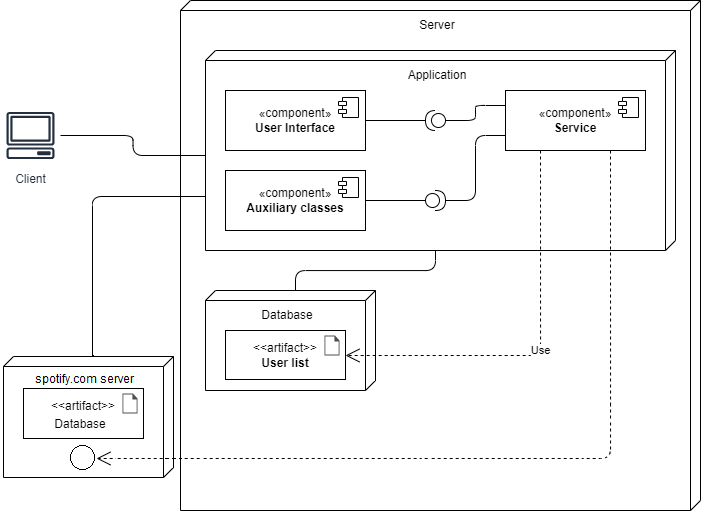 Server
Application
«component»
User Interface
«component»
Service
«component»
Auxiliary classes
Client
Database
<<artifact>>
User list
Use
spotify.com server
<<artifact>>
Database